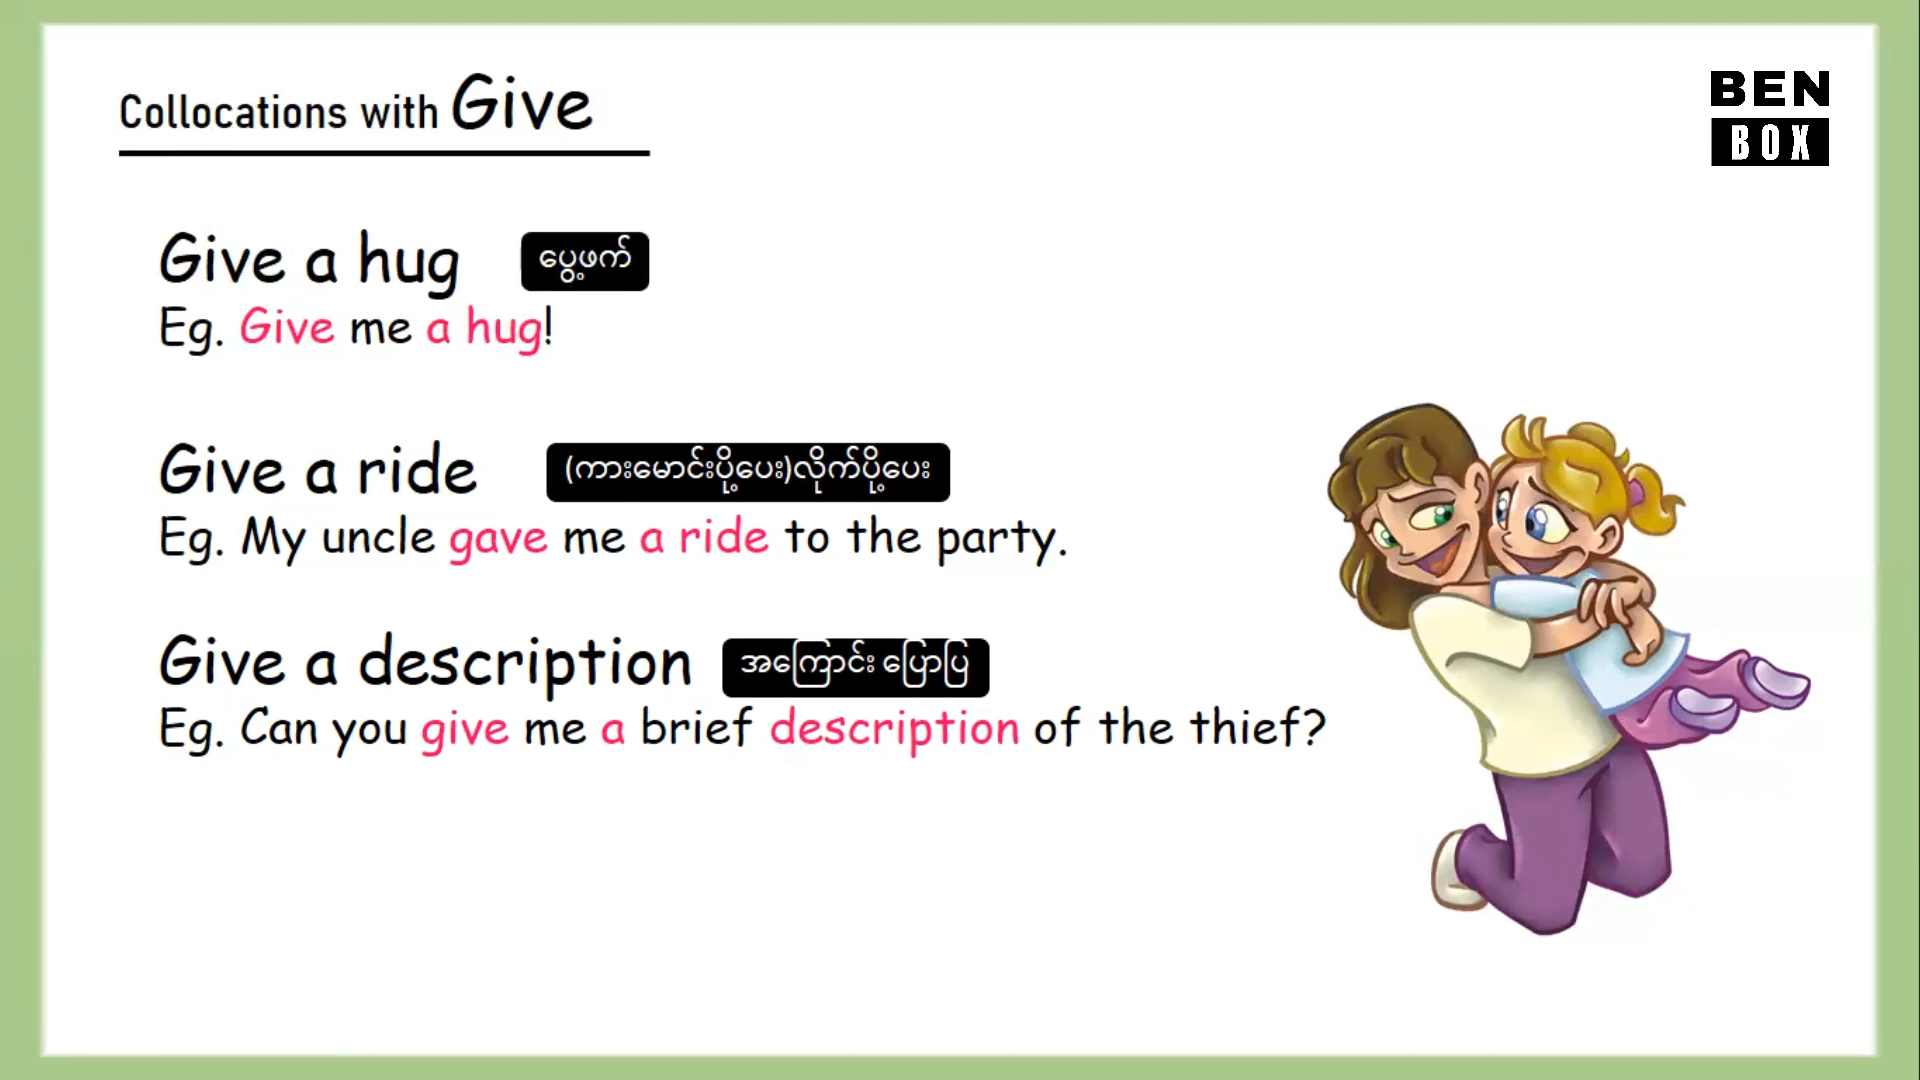 Collocations with Give
BEN
BOX
Give a hug ပွေ့ဖက်
Eg. Give me a hug!
Give a ride (ကားမောင်းပို့ပေး)လိုက်ပို့ပေး
Eg. My uncle gave me a ride to the party.
Give a description အကြောင်း ပြောပြ
Eg. Can you give me a brief description of the thief?